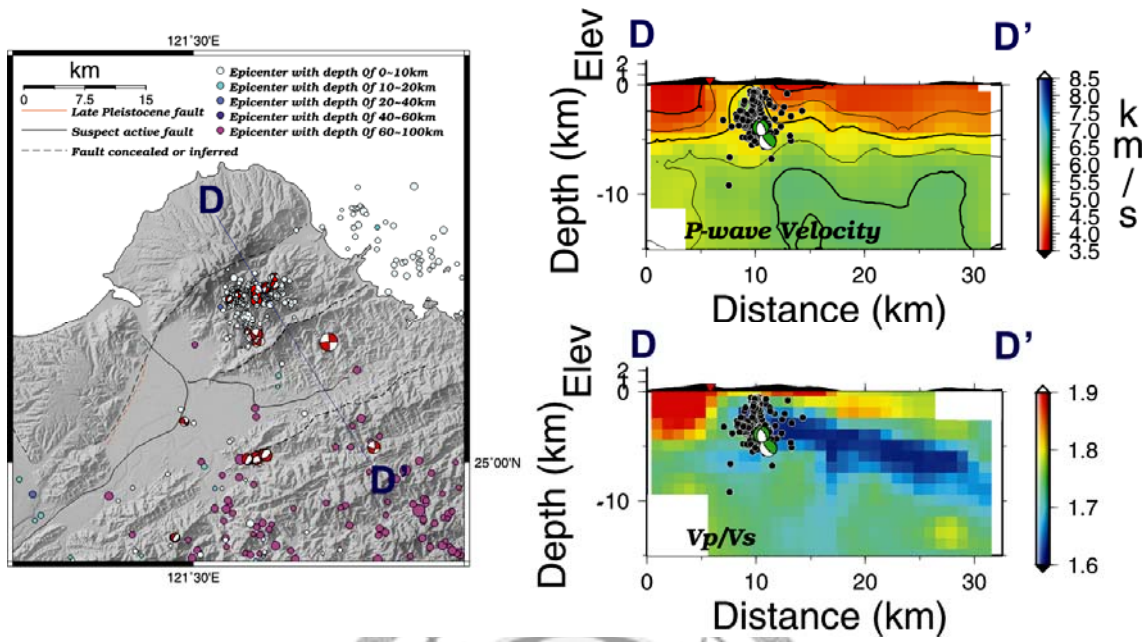 121°30'E
km
0 7.5 15
Late Pleistocene fault
Suspect active fault
Fault concealed or inferred
Epicenter with depth 0f 0~10km
Epicenter with depth 0f 10~20km
Epicenter with depth 0f 20~40km
Epicenter with depth 0f 40~60km
Epicenter with depth 0f 60~100km
D
D'
25°00'N
121°30'E
D D'
Elev
2
1
0
Depth (km)
-10
P-wave Velocity
0 10 20 30
Distance (km)
8.5
8.0
7.5
7.0
6.5
6.0
5.5
5.0
4.5
4.0
3.5
km/s
D D'
Elev
2
1
0
Depth (km)
-10
Vp/Vs
0 10 20 30
Distance (km)
1.9
1.8
1.7
1.6